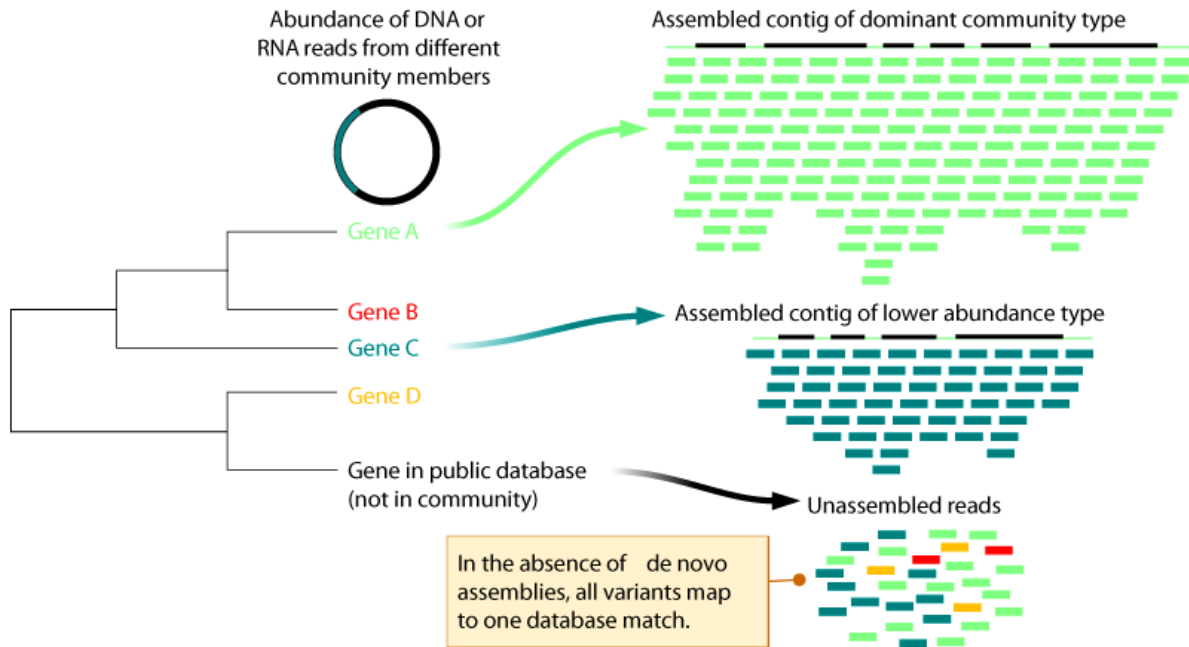 Abundance of DNA or
RNA reads from different
community members
Assembled contig of dominant community type
Gene A
Gene B
Gene C
Gene D
Gene in public database
(not in community)
Assembled contig of lower abundance type
Unassembled reads
In the absence of de novo
assemblies, all variants map
to one database match.